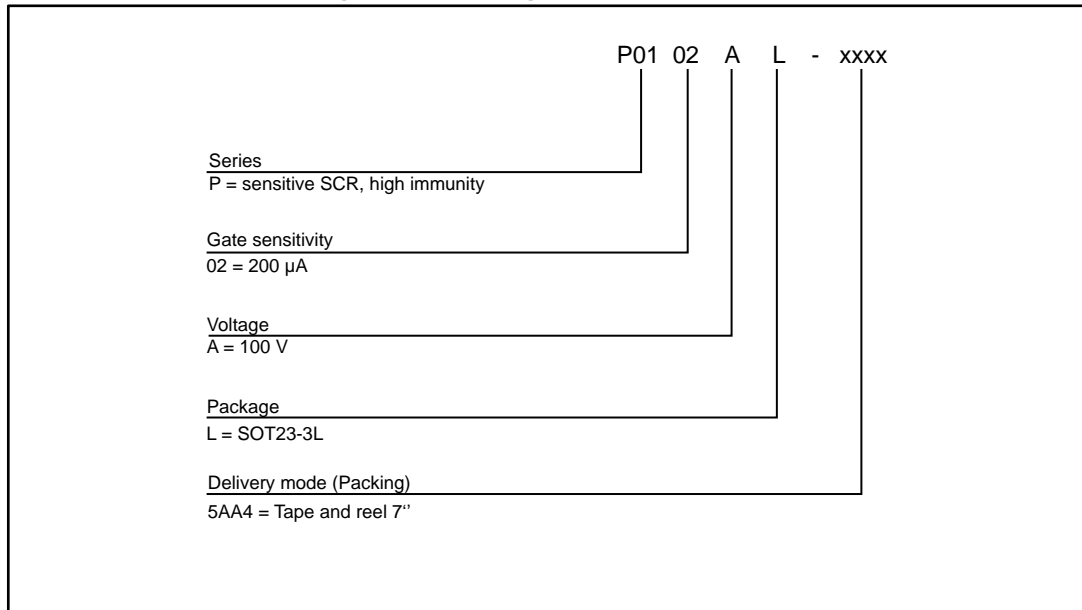 P01 02 A L - xxxx
Series
P = sensitive SCR, high immunity
Gate sensitivity
02 = 200 µA
Voltage
A = 100 V
Package
L = SOT23-3L
Delivery mode (Packing)
5AA4 = Tape and reel 7‘’